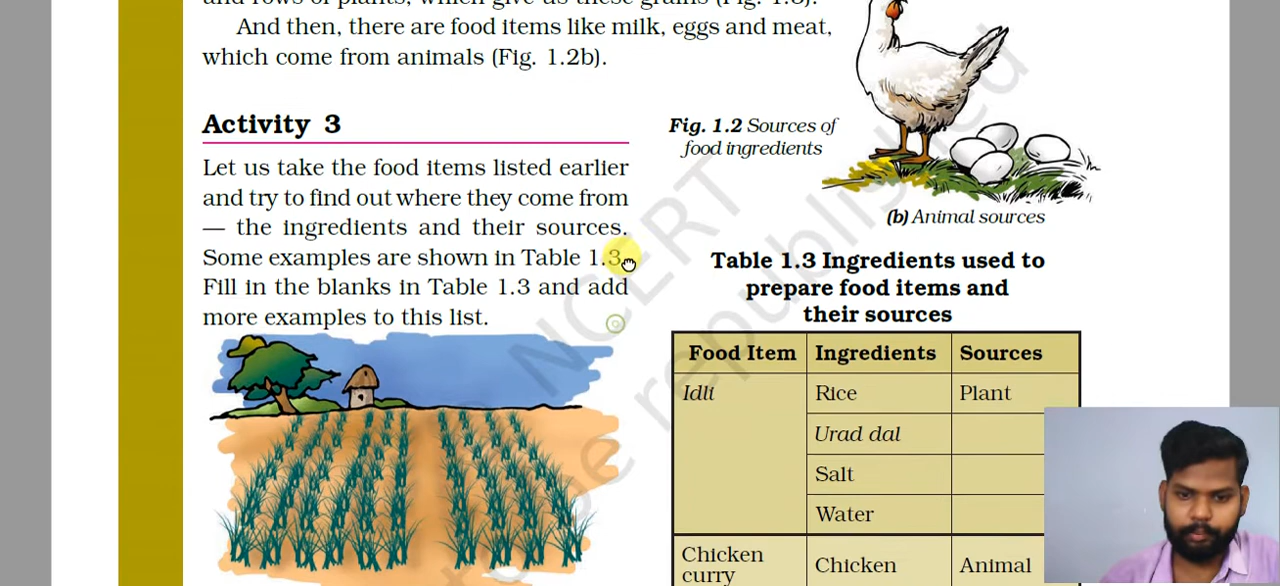 And then, there are food items like milk, eggs and meat,
which come from animals (Fig. 1.2b).
Activity 3
Let us take the food items listed earlier
and try to find out where they come from
— the ingredients and their sources.
Some examples are shown in Table 1.3.
Fill in the blanks in Table 1.3 and add
more examples to this list.
Fig. 1.2 Sources of
food ingredients
(b) Animal sources
Table 1.3 Ingredients used to
prepare food items and
their sources
Food Item Ingredients Sources
Idli Rice Plant
Urad dal
Salt
Water
Chicken
curry Chicken Animal
NCERT
republished